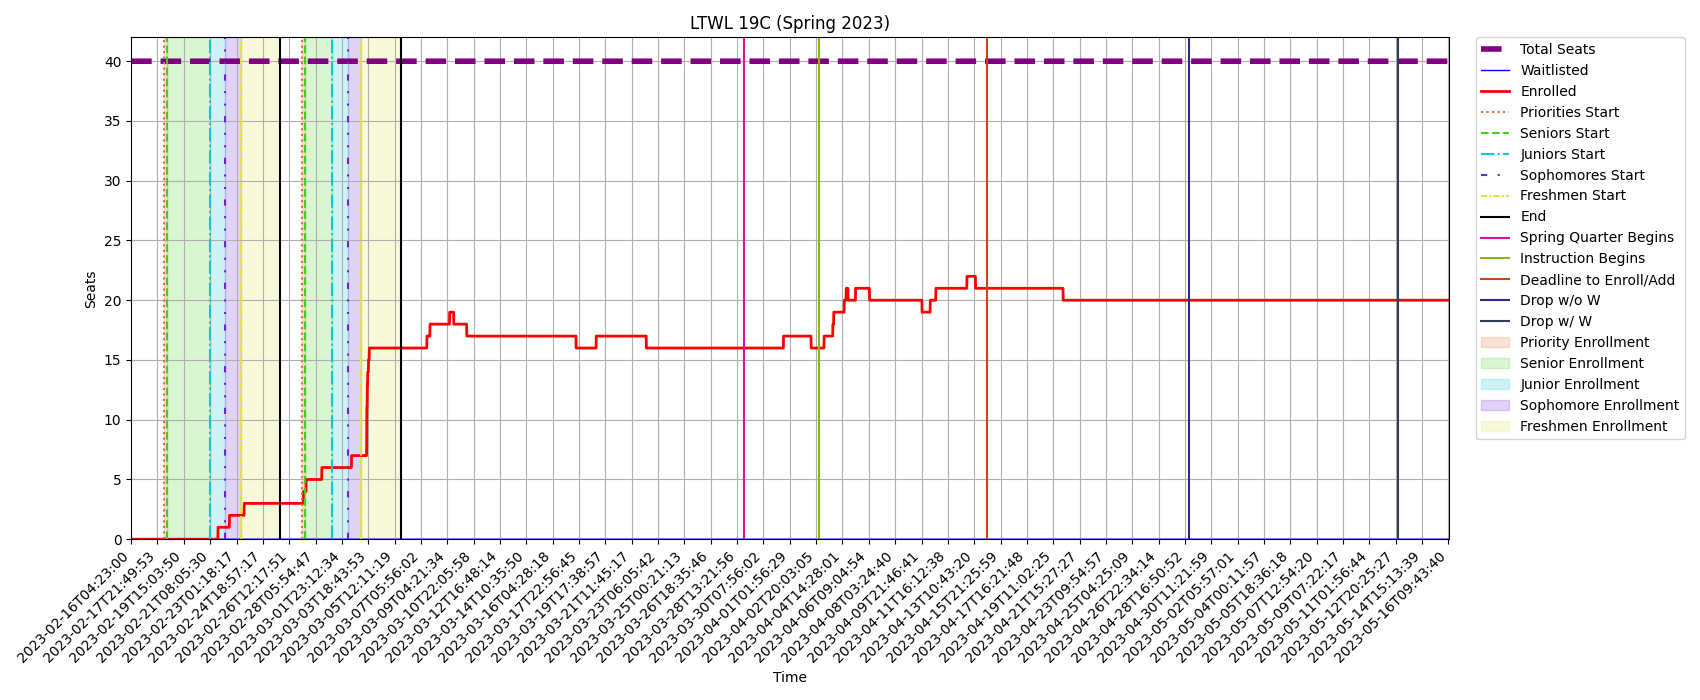 LTWL 19C (Spring 2023)
Seats
40
35
30
25
20
15
10
5
0
2023-02-16T04:23:00
2023-02-17T21:49:53
2023-02-19T15:03:50
2023-02-21T08:05:30
2023-02-23T01:18:17
2023-02-24T18:57:17
2023-02-26T12:17:51
2023-02-28T05:54:47
2023-03-01T23:12:34
2023-03-03T18:43:53
2023-03-05T12:11:19
2023-03-07T05:56:02
2023-03-09T04:21:34
2023-03-10T22:05:58
2023-03-12T16:48:14
2023-03-14T10:35:50
2023-03-16T04:28:18
2023-03-17T22:56:45
2023-03-19T17:38:57
2023-03-21T11:45:17
2023-03-23T06:05:42
2023-03-25T00:21:13
2023-03-26T18:35:46
2023-03-28T13:21:56
2023-03-30T07:56:02
2023-04-01T01:56:29
2023-04-02T20:03:05
2023-04-04T14:28:01
2023-04-06T09:04:54
2023-04-08T03:24:40
2023-04-09T21:46:41
2023-04-11T16:12:38
2023-04-13T10:43:20
2023-04-15T21:25:59
2023-04-17T16:21:48
2023-04-19T11:02:25
2023-04-21T15:27:27
2023-04-23T09:54:57
2023-04-25T04:25:09
2023-04-26T22:34:14
2023-04-28T16:50:52
2023-04-30T11:21:59
2023-05-02T05:57:01
2023-05-04T00:11:57
2023-05-05T18:36:18
2023-05-07T12:54:20
2023-05-09T07:22:17
2023-05-11T01:56:44
2023-05-12T20:25:27
2023-05-14T15:13:39
2023-05-16T09:43:40
Time
Total Seats
Waitlisted
Enrolled
Priorities Start
Seniors Start
Juniors Start
Sophomores Start
Freshmen Start
End
Spring Quarter Begins
Instruction Begins
Deadline to Enroll/Add
Drop w/o W
Drop w/ W
Priority Enrollment
Senior Enrollment
Junior Enrollment
Sophomore Enrollment
Freshmen Enrollment